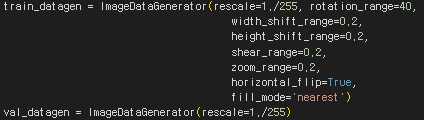 train_datagen = ImageDataGenerator(rescale=1./255, rotation_range=40,
width_shift_range=0.2,
height_shift_range=0.2,
shear_range=0.2,
zoom_range=0.2,
horizontal_flip=True,
fill_mode='nearest')
val_datagen = ImageDataGenerator(rescale=1./255)